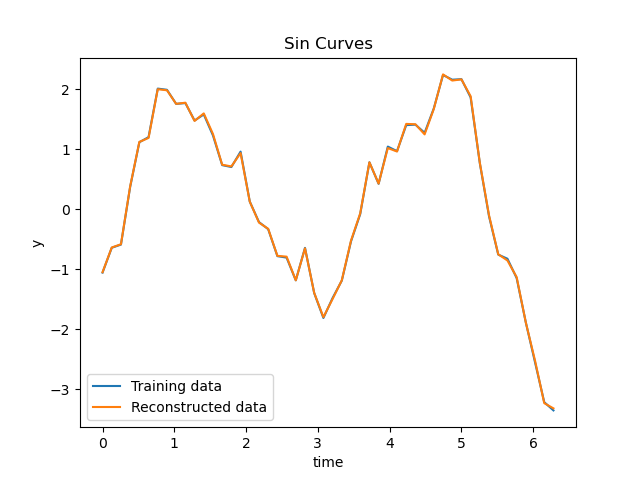 Sin Curves
y
2
1
0
−1
−2
−3
Training data
Reconstructed data
0 1 2 3 4 5 6
time